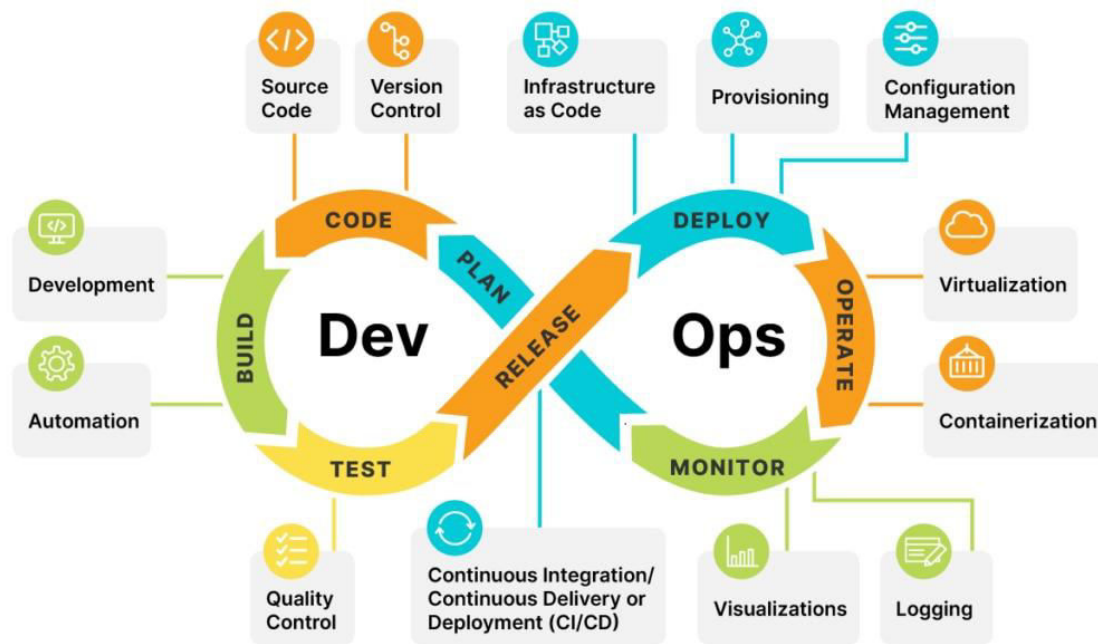 Source
Code
Version
Control
Infrastructure
as Code
Provisioning
Configuration
Management
CODE
DEPLOY
Development
PLAN
Virtualization
Dev
Ops
BUILD
RELEASE
OPERATE
Automation
Containerization
TEST
MONITOR
Quality
Control
Continuous Integration/
Continuous Delivery or
Deployment (CI/CD)
Visualizations
Logging